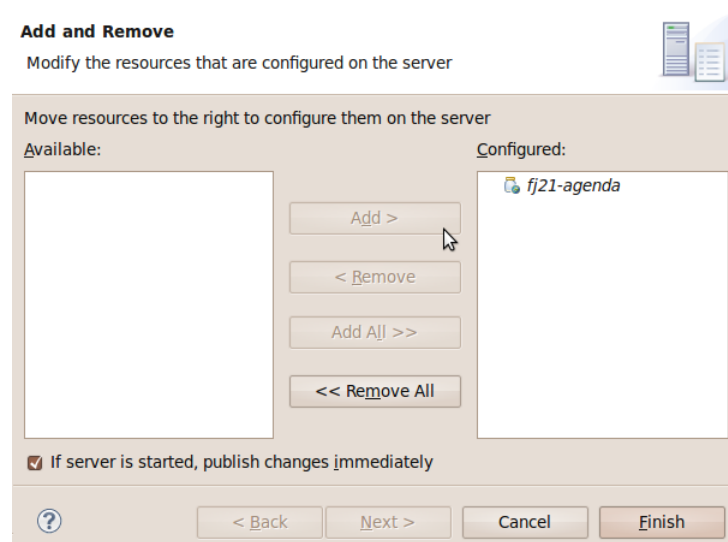 Add and Remove
Modify the resources that are configured on the server
Move resources to the right to configure them on the server
Available:
Configured:
fj21-agenda
Add >
< Remove
Add All >>
<< Remove All
If server is started, publish changes immediately
?
< Back
Next >
Cancel
Finish